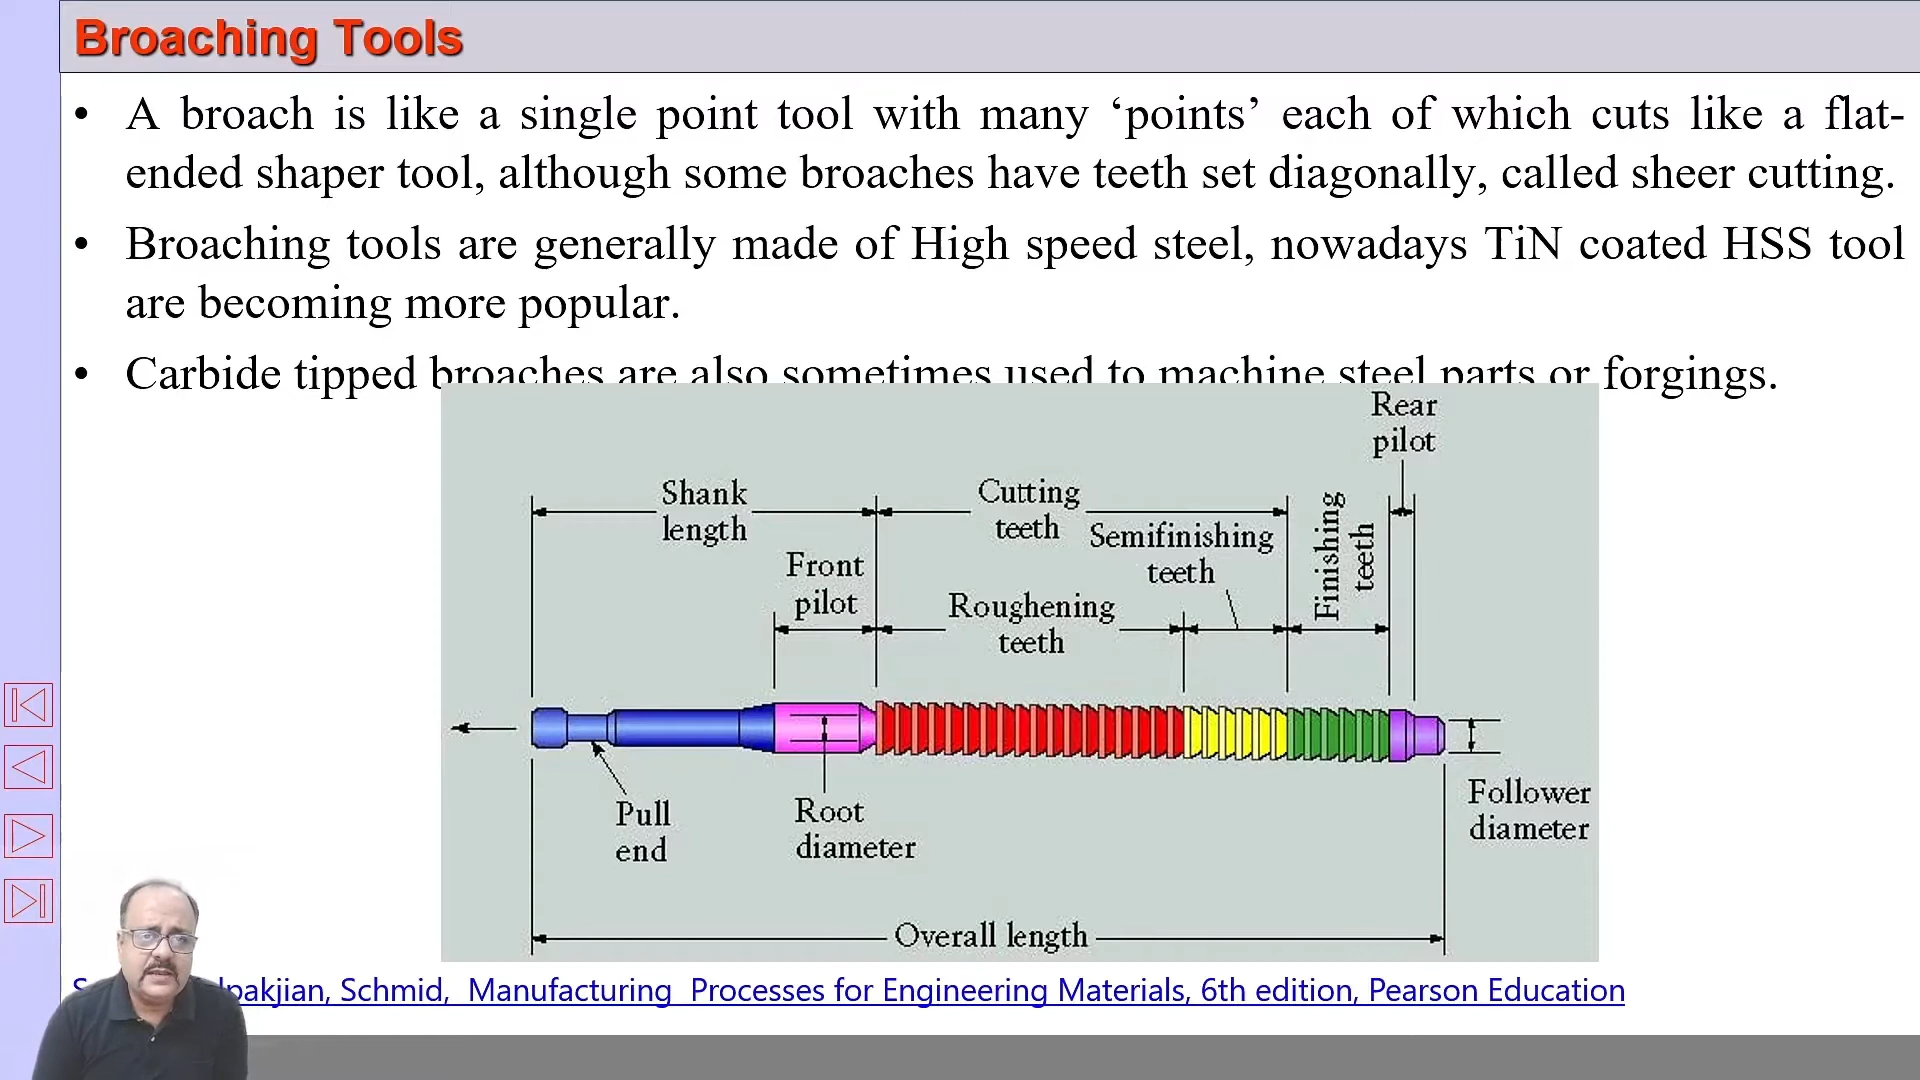 Broaching Tools
• A broach is like a single point tool with many ‘points’ each of which cuts like a flat-
ended shaper tool, although some broaches have teeth set diagonally, called sheer cutting.
• Broaching tools are generally made of High speed steel, nowadays TiN coated HSS tool
are becoming more popular.
• Carbide tipped broaches are also sometimes used to machine steel parts or forgings.
Rear
pilot
Shank
length
Cutting
teeth
Semifinishing
teeth
Finishing
teeth
Front
pilot
Roughening
teeth
Pull
end
Root
diameter
Follower
diameter
Overall length
Schmid, Manufacturing Processes for Engineering Materials, 6th edition, Pearson Education